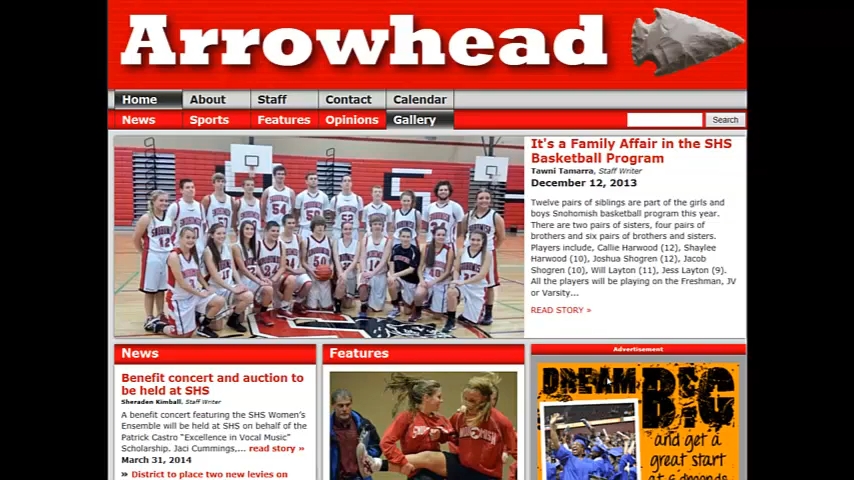 Arrowhead
Home About Staff Contact Calendar
News Sports Features Opinions Gallery
Search
It's a Family Affair in the SHS
Basketball Program
Tawni Tamarra, Staff Writer
December 12, 2013
Twelve pairs of siblings are part of the girls and
boys Snohomish basketball program this year.
There are two pairs of sisters, four pairs of
brothers and six pairs of brothers and sisters.
Players include, Callie Harwood (12), Shaylee
Harwood (10), Joshua Shogren (12), Jacob
Shogren (10), Will Layton (11), Jess Layton (9).
All the players will be playing on the Freshman, JV
or Varsity...
READ STORY »
News
Benefit concert and auction to
be held at SHS
Sheraden Kimball, Staff Writer
A benefit concert featuring the SHS Women's
Ensemble will be held at SHS on behalf of the
Patrick Castro "Excellence in Vocal Music"
Scholarship. Jaci Cummings,... read story »
March 31, 2014
» District to place two new levies on
Features
Advertisement
DREAM BIG
and get a
great start